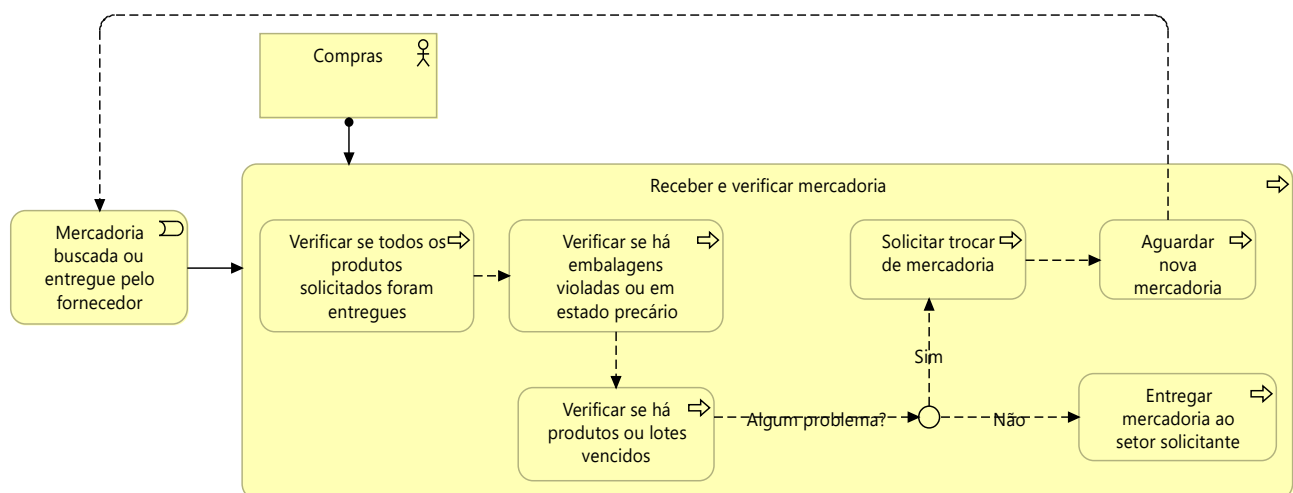 Compras
Receber e verificar mercadoria
Mercadoria
buscada ou
entregue pelo
fornecedor
Verificar se todos os
produtos
solicitados foram
entregues
Verificar se há
embalagens
violadas ou em
estado precário
Solicitar trocar
de mercadoria
Aguardar
nova
mercadoria
Sim
Verificar se há
produtos ou lotes
vencidos
Algum problema?
Não
Entregar
mercadoria ao
setor solicitante